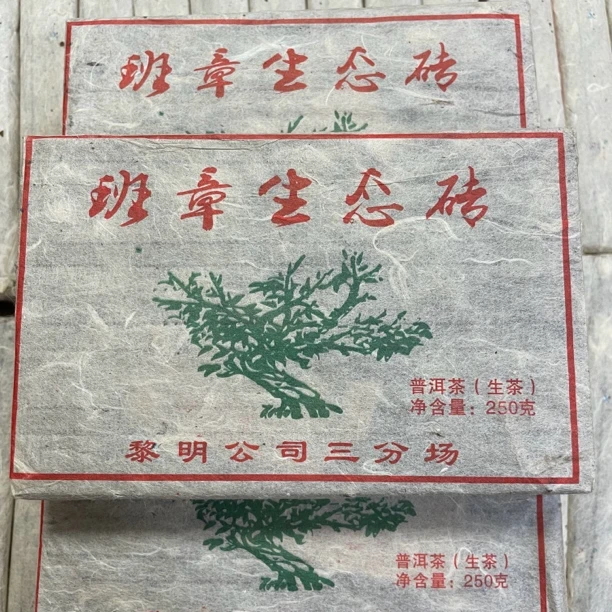 班章生态砖
班章生态砖
普洱茶（生茶）
净含量：250克
黎明公司三分场
普洱茶（生茶）
净含量：250克